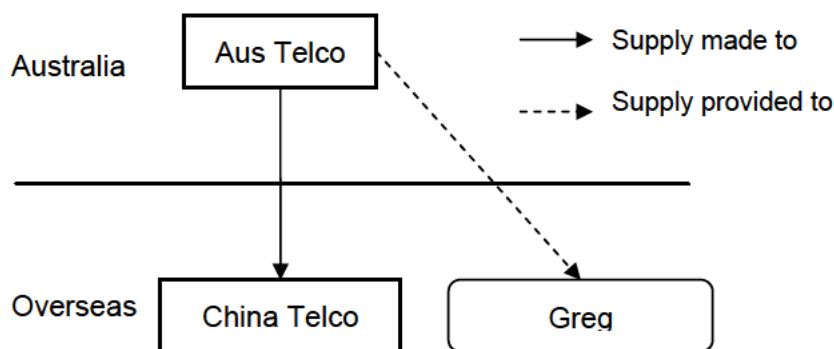 Australia
Aus Telco
Supply made to
Supply provided to
Overseas
China Telco
Greg